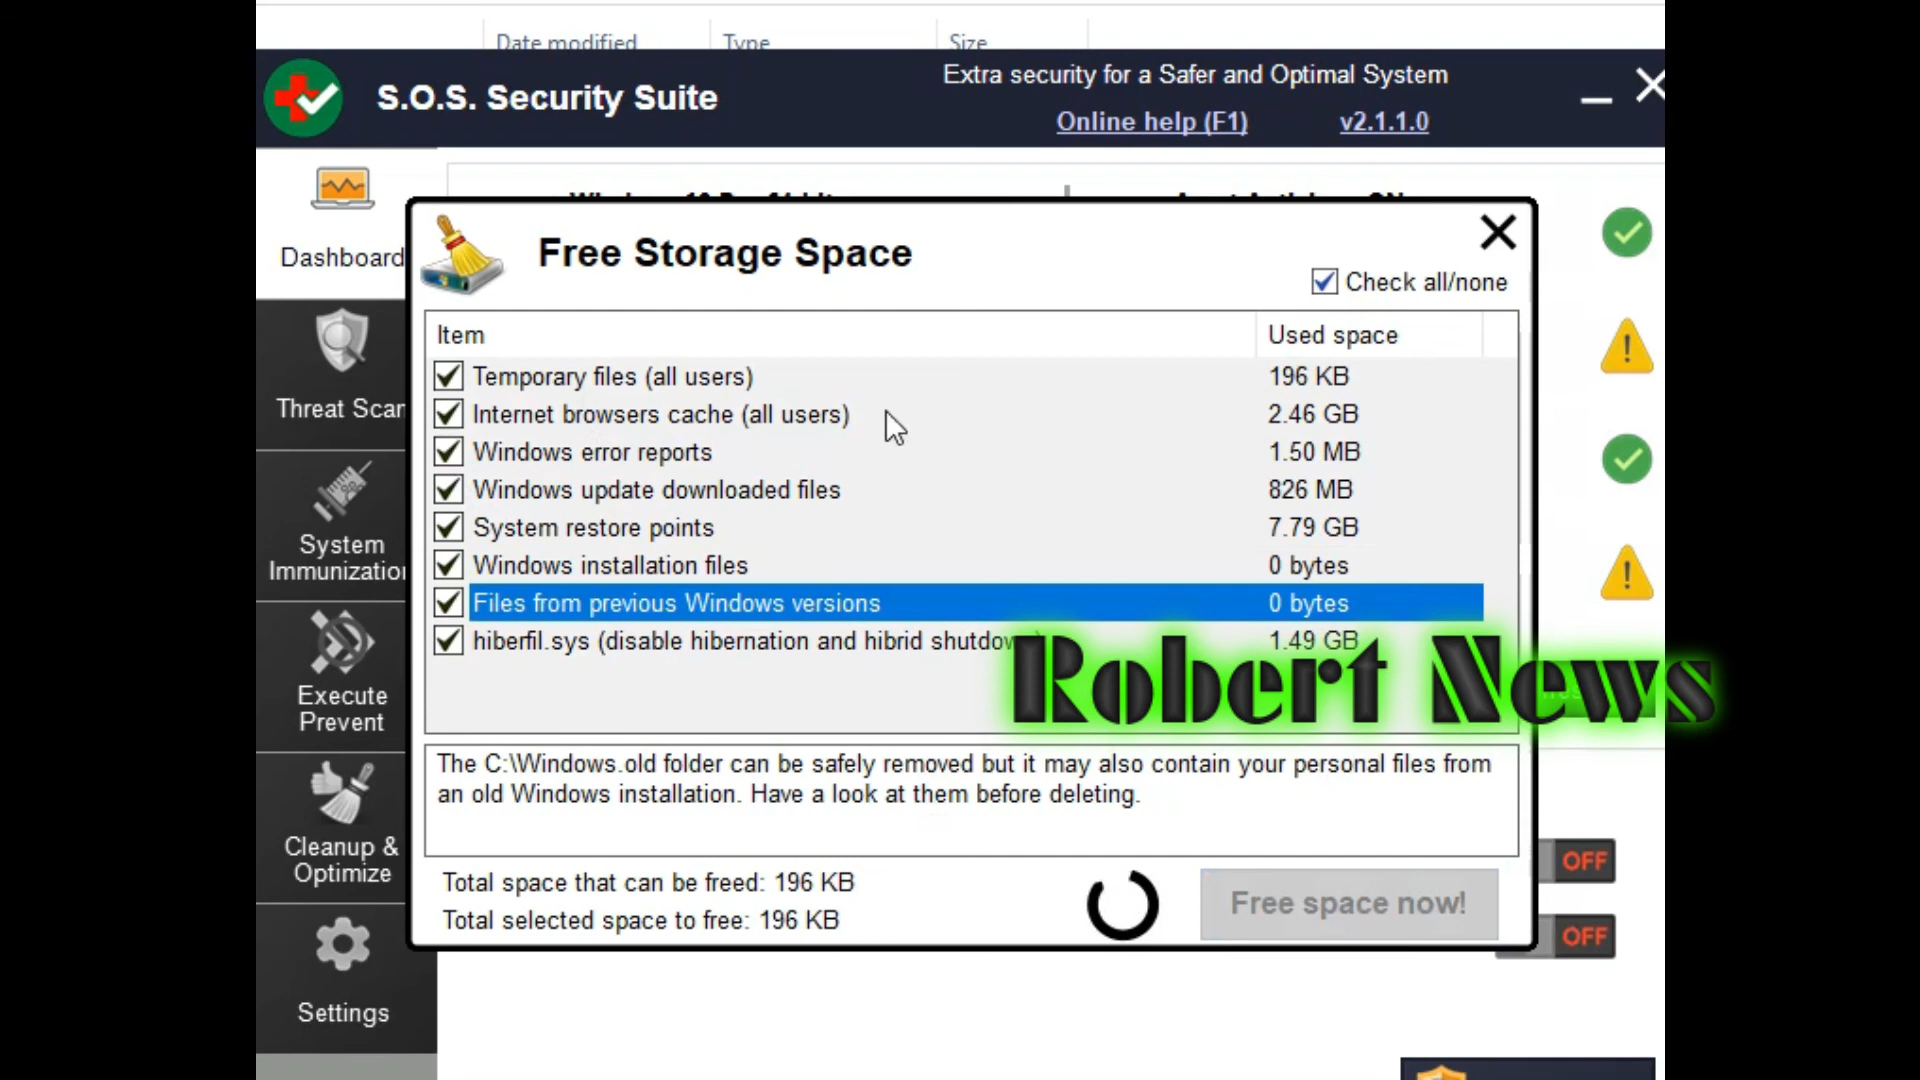 Date modified Type Size
S.O.S. Security Suite
Extra security for a Safer and Optimal System
Online help (F1) v2.1.1.0
Dashboard
Threat Scan
System
Immunization
Execute
Prevent
Cleanup &
Optimize
Settings
Free Storage Space
Check all/none
Item Used space
Temporary files (all users) 196 KB
Internet browsers cache (all users) 2.46 GB
Windows error reports 1.50 MB
Windows update downloaded files 826 MB
System restore points 7.79 GB
Windows installation files 0 bytes
Files from previous Windows versions 0 bytes
hiberfil.sys (disable hibernation and hibrid shutdown) 1.49 GB
Robert News
The C:\Windows.old folder can be safely removed but it may also contain your personal files from
an old Windows installation. Have a look at them before deleting.
Total space that can be freed: 196 KB
Total selected space to free: 196 KB
Free space now!
OFF
OFF